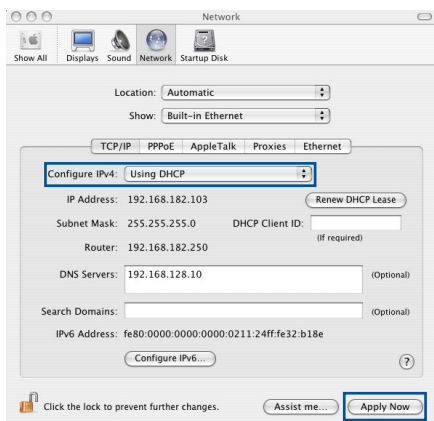 Network
Show All Displays Sound Network Startup Disk
Location: Automatic
Show: Built-in Ethernet
TCP/IP PPPoE AppleTalk Proxies Ethernet
Configure IPv4: Using DHCP
IP Address: 192.168.182.103 Renew DHCP Lease
Subnet Mask: 255.255.255.0 DHCP Client ID:
(If required)
Router: 192.168.182.250
DNS Servers: 192.168.128.10 (Optional)
Search Domains: (Optional)
IPv6 Address: fe80:0000:0000:0000:0211:24ff:fe32:b18e
Configure IPv6... ?
Click the lock to prevent further changes. Assist me... Apply Now